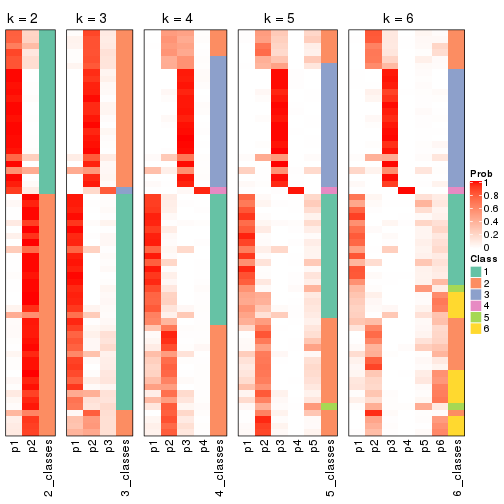 k = 2
k = 3
k = 4
k = 5
k = 6
p1
p2
2_classes
p1
p2
p3
3_classes
p1
p2
p3
p4
4_classes
p1
p2
p3
p4
p5
5_classes
p1
p2
p3
p4
p5
p6
6_classes
Prob
1
0.8
0.6
0.4
0.2
0
Class
1
2
3
4
5
6